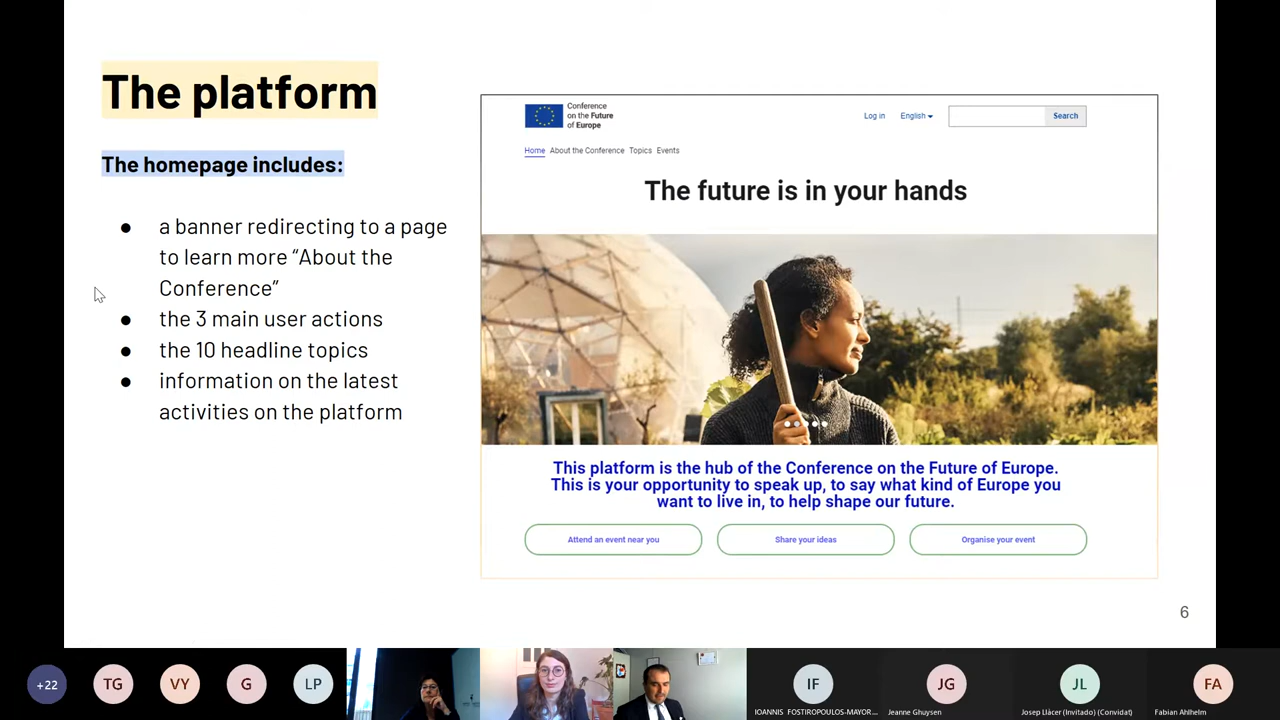 The platform
The homepage includes:
● a banner redirecting to a page
to learn more “About the
Conference”
● the 3 main user actions
● the 10 headline topics
● information on the latest
activities on the platform
Conference
on the Future
of Europe
Log in
English
Search
Home About the Conference Topics Events
The future is in your hands
This platform is the hub of the Conference on the Future of Europe.
This is your opportunity to speak up, to say what kind of Europe you
want to live in, to help shape our future.
Attend an event near you
Share your ideas
Organise your event
6
+22
TG
VY
G
LP
IF
IOANNIS FOSTIROPOULOS-MAYOR...
JG
Jeanne Ghuysen
JL
Josep Llàcer (Invitado) (Convidat)
FA
Fabian Ahlhelm